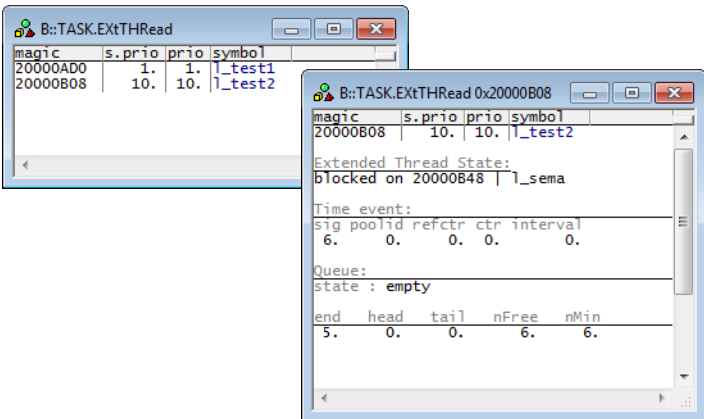 B::TASK.EXtTHRead
magic s.prio prio symbol
20000AD0 1. 1. l_test1
20000B08 10. 10. l_test2
B::TASK.EXtTHRead 0x20000B08
magic s.prio prio symbol
20000B08 10. 10. l_test2
Extended Thread State:
blocked on 20000B48 | l_sema
Time event:
sig poolid refctr ctr interval
6. 0. 0. 0. 0.
Queue:
state : empty
end head tail nFree nMin
5. 0. 0. 6. 6.